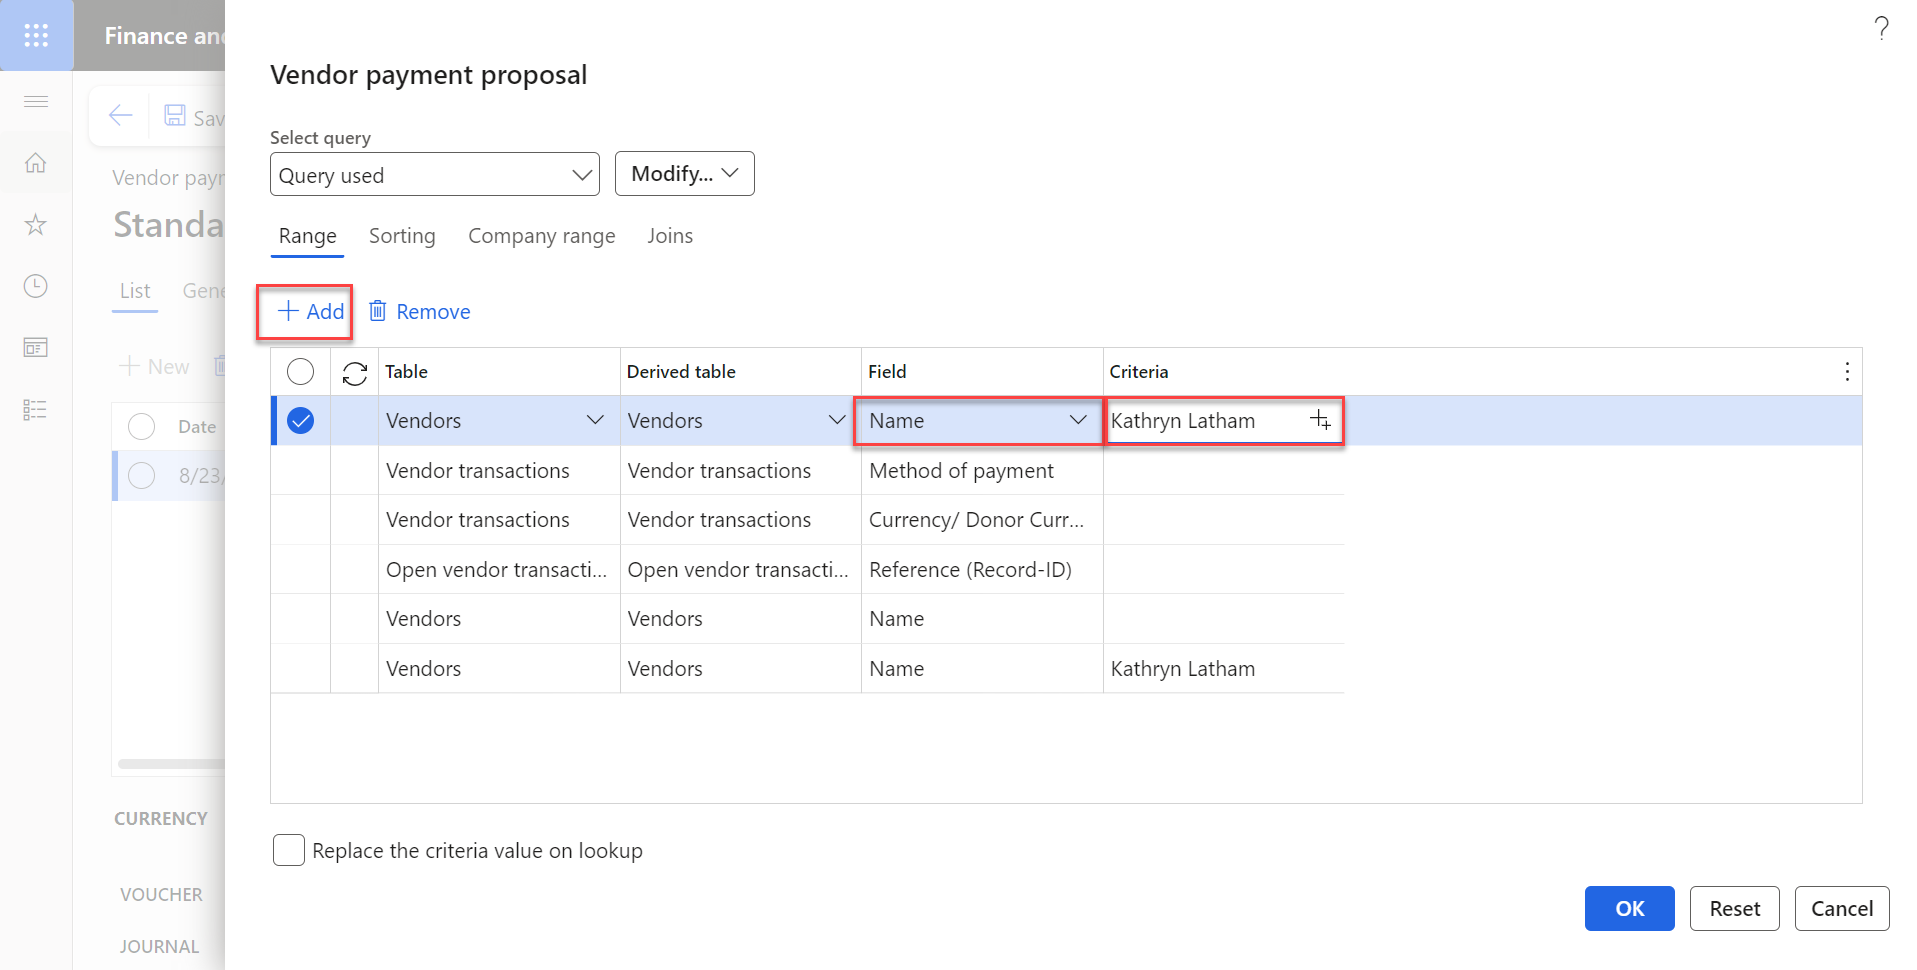 Finance and
?
Vendor payment proposal
Sav
Select query
Query used
Modify...
Vendor payr
Standa
Range Sorting Company range Joins
List Gene
Add Remove
New
Table Derived table Field Criteria
Date
Vendors Vendors Name Kathryn Latham
Vendor transactions Vendor transactions Method of payment
8/23/
Vendor transactions Vendor transactions Currency/ Donor Curr...
Open vendor transacti... Open vendor transacti... Reference (Record-ID)
Vendors Vendors Name
Vendors Vendors Name Kathryn Latham
CURRENCY
Replace the criteria value on lookup
VOUCHER
OK Reset Cancel
JOURNAL